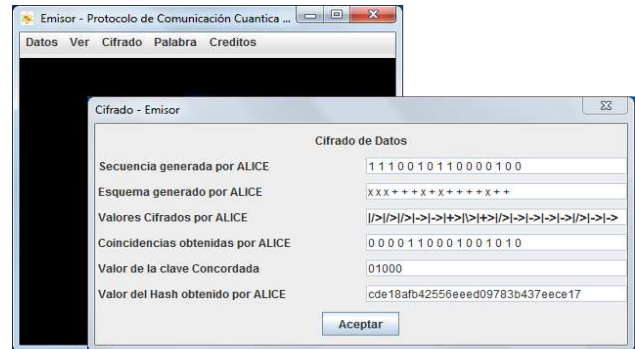 Emisor - Protocolo de Comunicación Cuantica ...
Datos Ver Cifrado Palabra Creditos
Cifrado - Emisor
Cifrado de Datos
Secuencia generada por ALICE 1 1 1 0 0 1 0 1 1 0 0 0 0 1 0 0
Esquema generado por ALICE x x x + + + x + x + + + + x + +
Valores Cifrados por ALICE |/>|/>|/>|->|->|+>|\>|+>|/>|->|->|->|->|/>|->|->
Coincidencias obtenidas por ALICE 0 0 0 0 1 1 0 0 0 1 0 0 1 0 1 0
Valor de la clave Concordada 01000
Valor del Hash obtenido por ALICE cde18afb42556eeed09783b437eece17
Aceptar